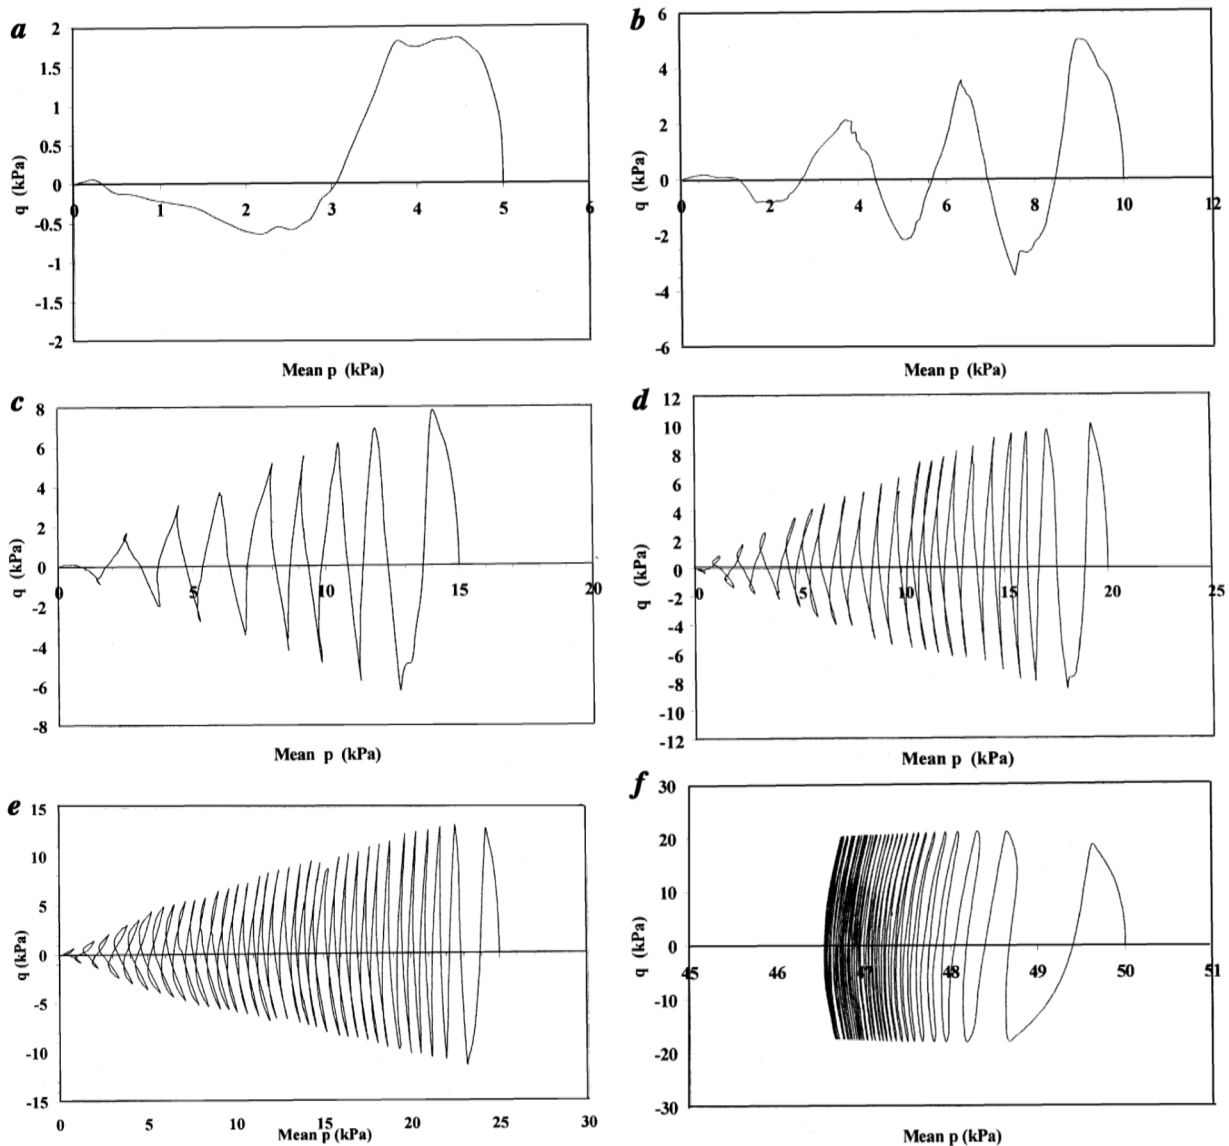 a
2
1.5
1
0.5
0
-0.5
-1
-1.5
-2
q (kPa)
0 1 2 3 4 5 6
Mean p (kPa)
b
6
4
2
0
-2
-4
-6
q (kPa)
0 2 4 6 8 10 12
Mean p (kPa)
c
8
6
4
2
0
-2
-4
-6
-8
q (kPa)
0 5 10 15 20
Mean p (kPa)
d
12
10
8
6
4
2
0
-2
-4
-6
-8
-10
-12
q (kPa)
0 5 10 15 20 25
Mean p (kPa)
e
15
10
5
0
-5
-10
-15
q (kPa)
0 5 10 15 20 25 30
Mean p (kPa)
f
30
20
10
0
-10
-20
-30
q (kPa)
45 46 47 48 49 50 51
Mean p (kPa)